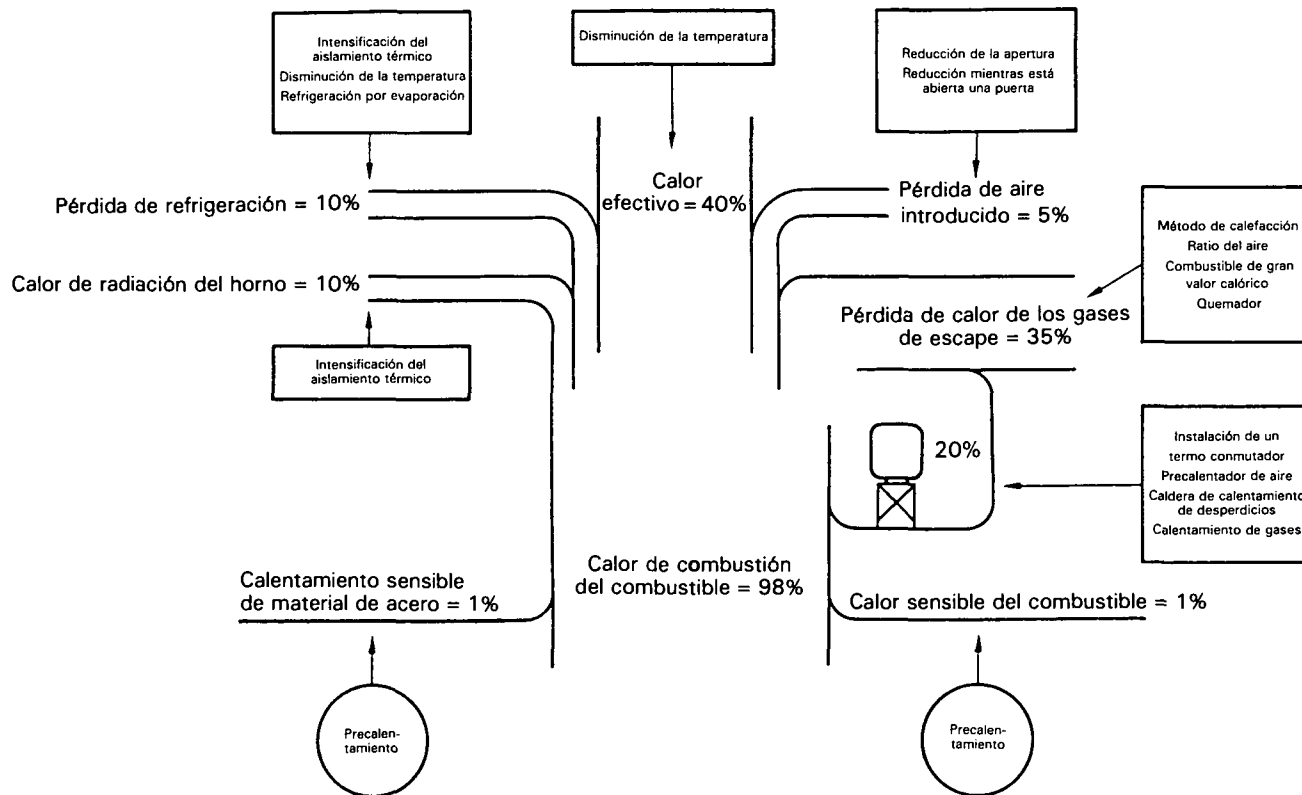 Intensificación del
aislamiento térmico
Disminución de la temperatura
Refrigeración por evaporación
Disminución de la temperatura
Reducción de la apertura
Reducción mientras está
abierta una puerta
Pérdida de refrigeración = 10%
Calor
efectivo = 40%
Pérdida de aire
introducido = 5%
Método de calefacción
Ratio del aire
Combustible de gran
valor calórico
Quemador
Calor de radiación del horno = 10%
Pérdida de calor de los gases
de escape = 35%
Intensificación del
aislamiento térmico
20%
Instalación de un
termo conmutador
Precalentador de aire
Caldera de calentamiento
de desperdicios
Calentamiento de gases
Calentamiento sensible
de material de acero = 1%
Calor de combustión
del combustible = 98%
Calor sensible del combustible = 1%
Precalen-
tamiento
Precalen-
tamiento